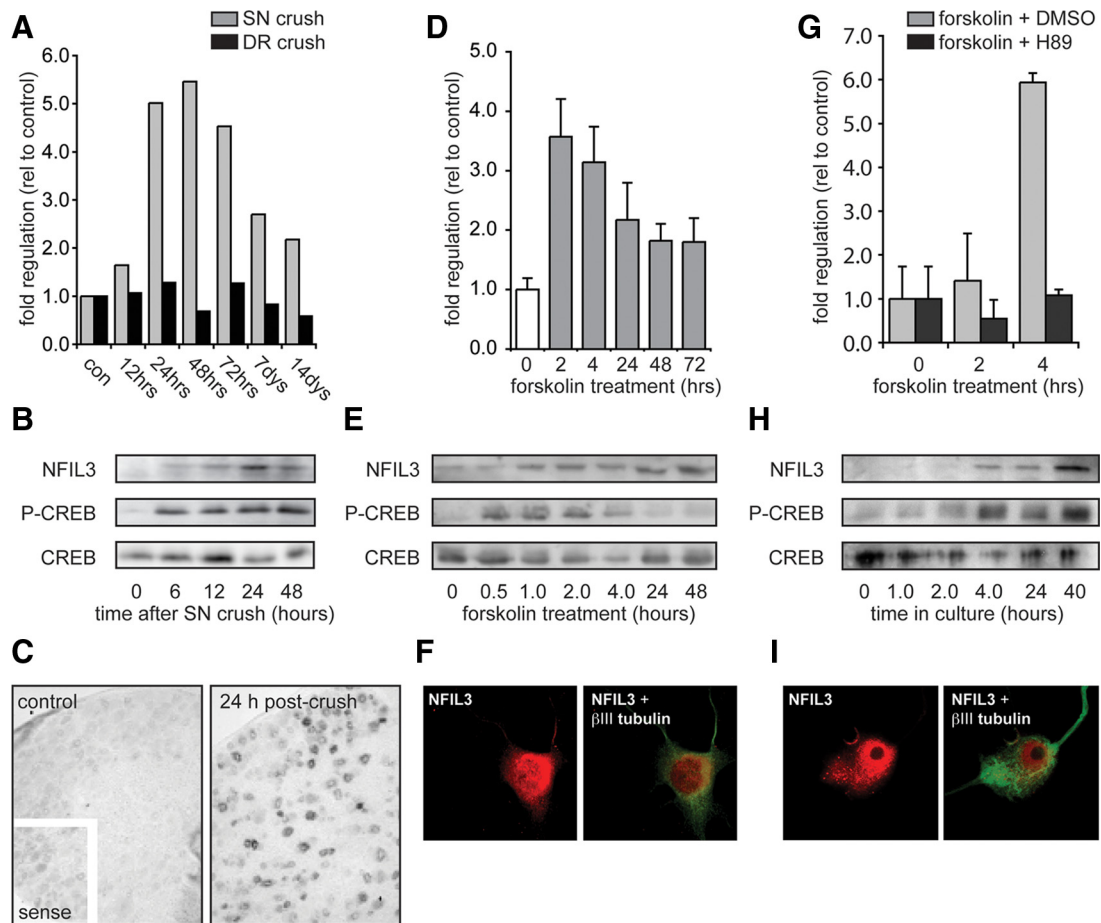 A
SN crush
DR crush
fold regulation (rel to control)
6.0
5.0
4.0
3.0
2.0
1.0
0.0
con
12hrs
24hrs
48hrs
72hrs
7dys
14dys
B
NFIL3
P-CREB
CREB
0 6 12 24 48
time after SN crush (hours)
C
control
sense
24 h post-crush
D
fold regulation (rel to control)
5.0
4.0
3.0
2.0
1.0
0.0
0 2 4 24 48 72
forskolin treatment (hrs)
E
NFIL3
P-CREB
CREB
0 0.5 1.0 2.0 4.0 24 48
forskolin treatment (hours)
F
NFIL3
NFIL3 +
βIII tubulin
G
forskolin + DMSO
forskolin + H89
fold regulation (rel to control)
7.0
6.0
5.0
4.0
3.0
2.0
1.0
0.0
0 2 4
forskolin treatment (hrs)
H
NFIL3
P-CREB
CREB
0 1.0 2.0 4.0 24 40
time in culture (hours)
I
NFIL3
NFIL3 +
βIII tubulin